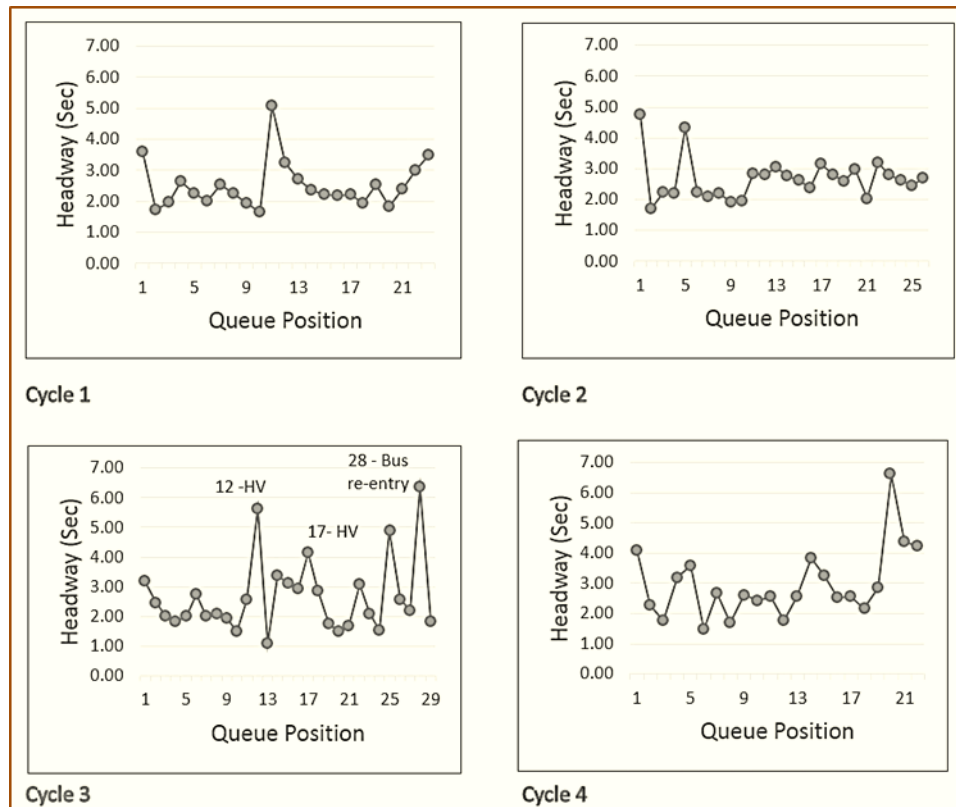 7.00
6.00
5.00
4.00
3.00
2.00
1.00
0.00
Headway (Sec)
1 5 9 13 17 21
Queue Position
Cycle 1
7.00
6.00
5.00
4.00
3.00
2.00
1.00
0.00
Headway (Sec)
1 5 9 13 17 21 25
Queue Position
Cycle 2
28 - Bus
re-entry
12 -HV
17- HV
7.00
6.00
5.00
4.00
3.00
2.00
1.00
0.00
Headway (Sec)
1 5 9 13 17 21 25 29
Queue Position
Cycle 3
7.00
6.00
5.00
4.00
3.00
2.00
1.00
0.00
Headway (Sec)
1 5 9 13 17 21
Queue Position
Cycle 4